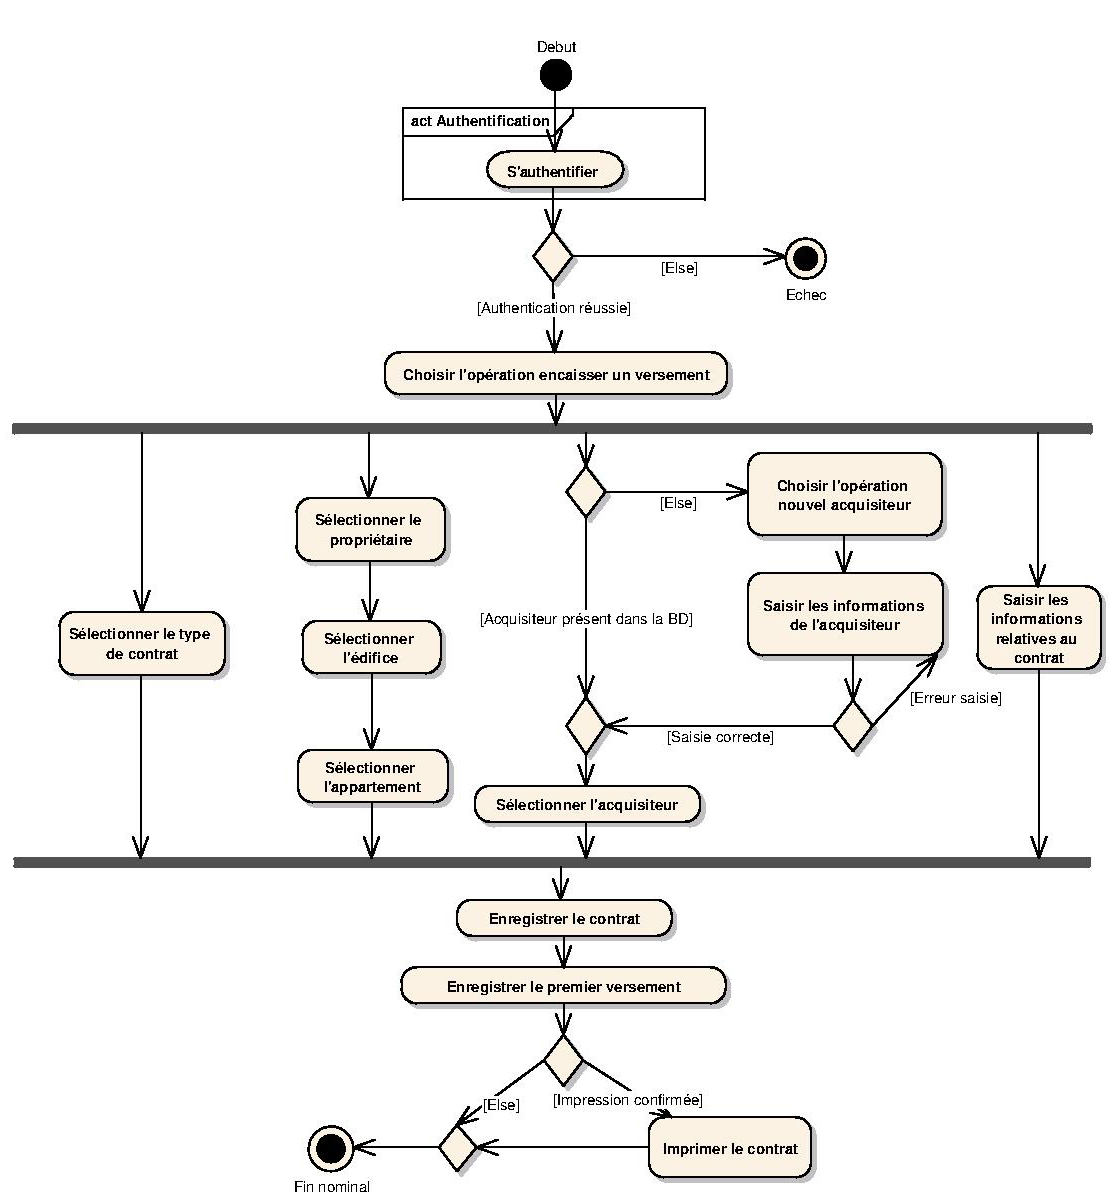 Debut
act Authentification
S'authentifier
[Else]
Echec
[Authentication réussie]
Choisir l'opération encaisser un versement
Choisir l'opération
nouvel acquisiteur
[Else]
Sélectionner le
propriétaire
Saisir les informations
de l'acquisiteur
Saisir les
informations
relatives au
contrat
[Acquisiteur présent dans la BD]
Sélectionner le type
de contrat
Sélectionner
l'édifice
[Erreur saisie]
[Saisie correcte]
Sélectionner
l'appartement
Sélectionner l'acquisiteur
Enregistrer le contrat
Enregistrer le premier versement
[Else]
[Impression confirmée]
Imprimer le contrat
Fin nominal